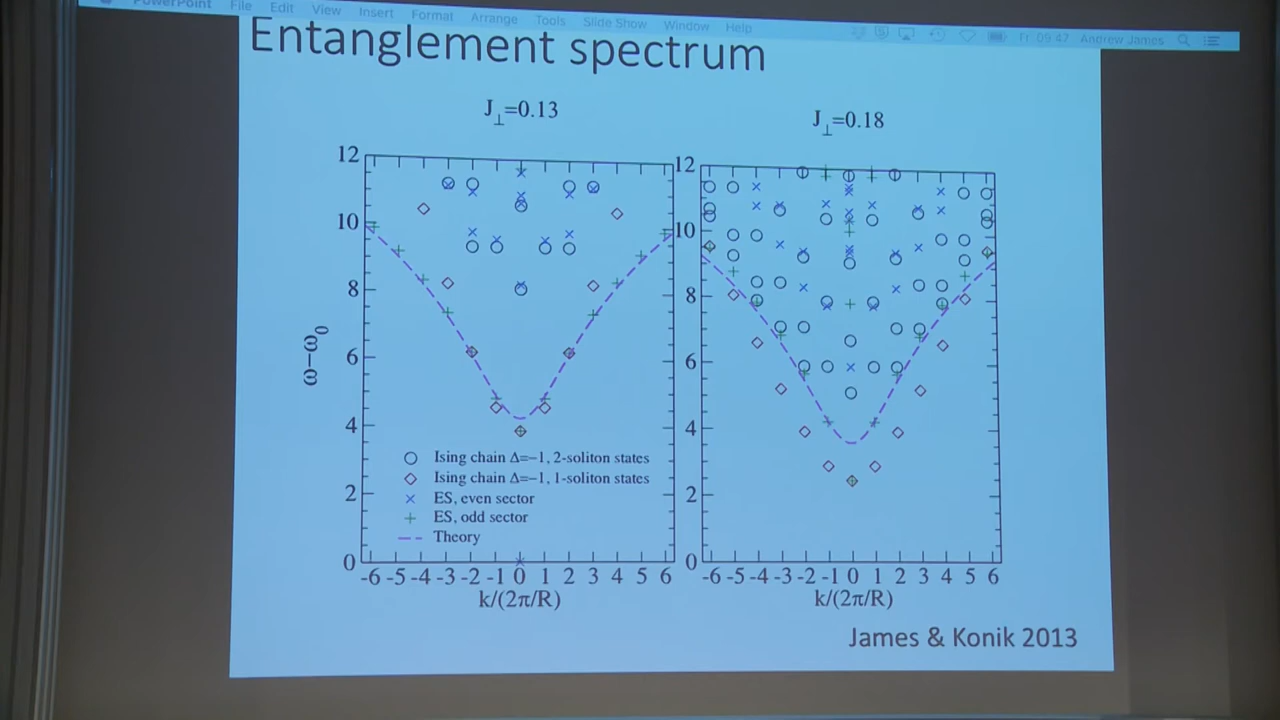 PowerPoint File Edit View Insert Format Arrange Tools Slide Show Window Help Fr 09:47 Andrew James
Entanglement spectrum
J⊥=0.13
12
10
8
6
4
2
0
ω−ω0
Ising chain Δ=−1, 2-soliton states
Ising chain Δ=−1, 1-soliton states
ES, even sector
ES, odd sector
Theory
-6 -5 -4 -3 -2 -1 0 1 2 3 4 5 6
k/(2π/R)
J⊥=0.18
12
10
8
6
4
2
0
-6 -5 -4 -3 -2 -1 0 1 2 3 4 5 6
k/(2π/R)
James & Konik 2013